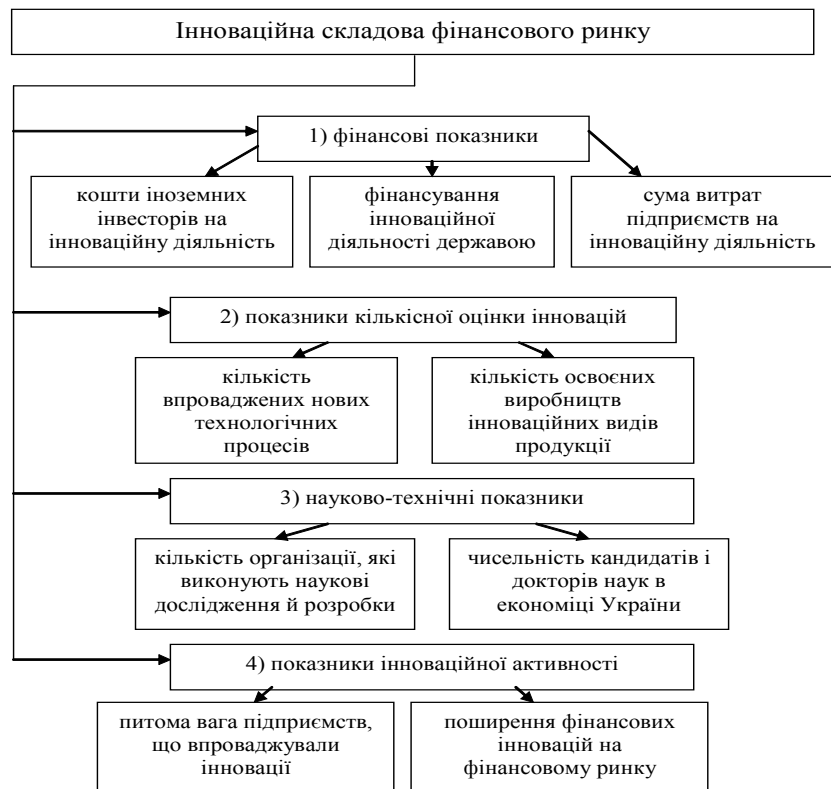 Інноваційна складова фінансового ринку
1) фінансові показники
кошти іноземних
інвесторів на
інноваційну діяльність
фінансування
інноваційної
діяльності державою
сума витрат
підприємств на
інноваційну діяльність
2) показники кількісної оцінки інновацій
кількість
впроваджених нових
технологічних
процесів
кількість освоєних
виробництв
інноваційних видів
продукції
3) науково-технічні показники
кількість організації, які
виконують наукові
дослідження й розробки
чисельність кандидатів і
докторів наук в
економіці України
4) показники інноваційної активності
питома вага підприємств,
що впроваджували
інновації
поширення фінансових
інновацій на
фінансовому ринку